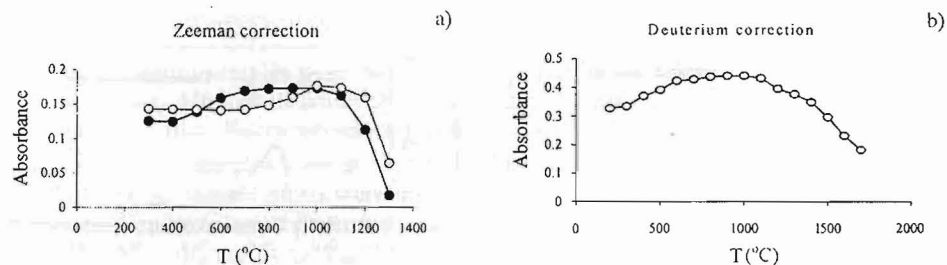 a)
Zeeman correction
0.2
0.15
0.1
0.05
0
Absorbance
0 200 400 600 800 1000 1200 1400
T (°C)
b)
Deuterium correction
0.5
0.4
0.3
0.2
0.1
0
Absorbance
0 500 1000 1500 2000
T (°C)